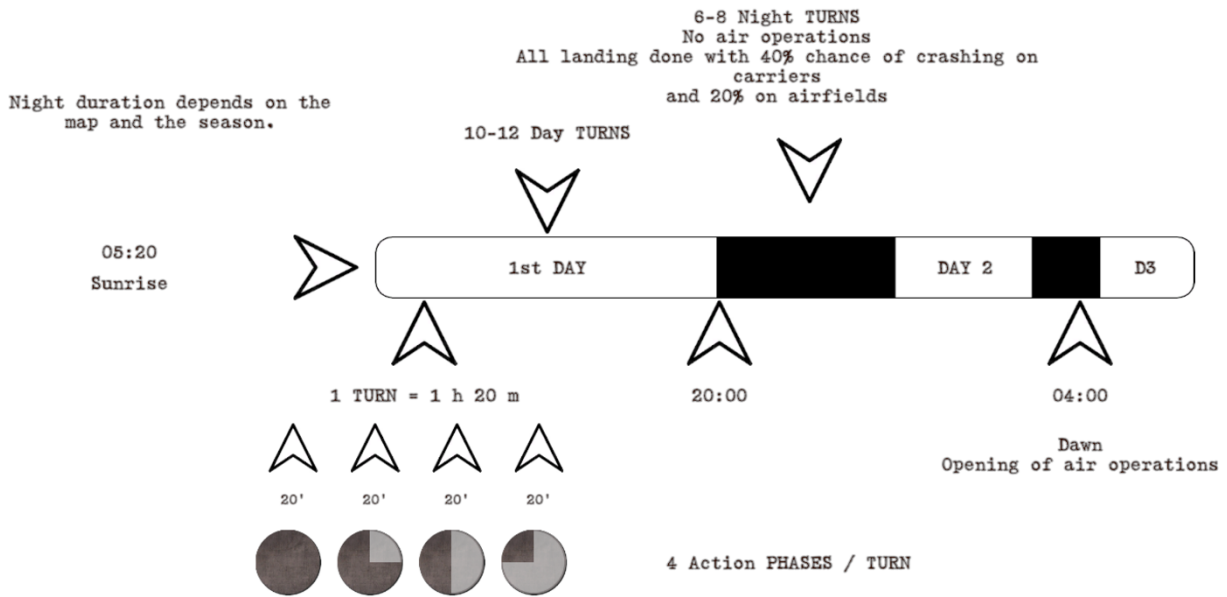 6-8 Night TURNS
No air operations
All landing done with 40% chance of crashing on
carriers
and 20% on airfields
Night duration depends on the
map and the season.
10-12 Day TURNS
05:20
Sunrise
1st DAY
DAY 2
D3
1 TURN = 1 h 20 m
20:00
04:00
Dawn
Opening of air operations
20'
20'
20'
20'
4 Action PHASES / TURN